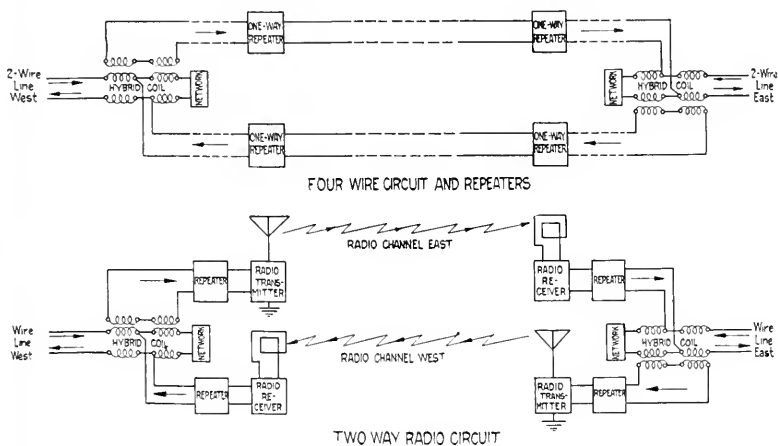 ONE-WAY
REPEATER
ONE-WAY
REPEATER
2-Wire
Line
West
HYBRID COIL
NETWORK
NETWORK
HYBRID COIL
2-Wire
Line
East
ONE-WAY
REPEATER
ONE-WAY
REPEATER
FOUR WIRE CIRCUIT AND REPEATERS
RADIO CHANNEL EAST
REPEATER
RADIO
TRANS-
MITTER
RADIO
RE-
CEIVER
REPEATER
Wire
Line
West
HYBRID COIL
NETWORK
RADIO CHANNEL WEST
NETWORK
HYBRID COIL
Wire
Line
East
REPEATER
RADIO
RE-
CEIVER
RADIO
TRANS-
MITTER
REPEATER
TWO WAY RADIO CIRCUIT